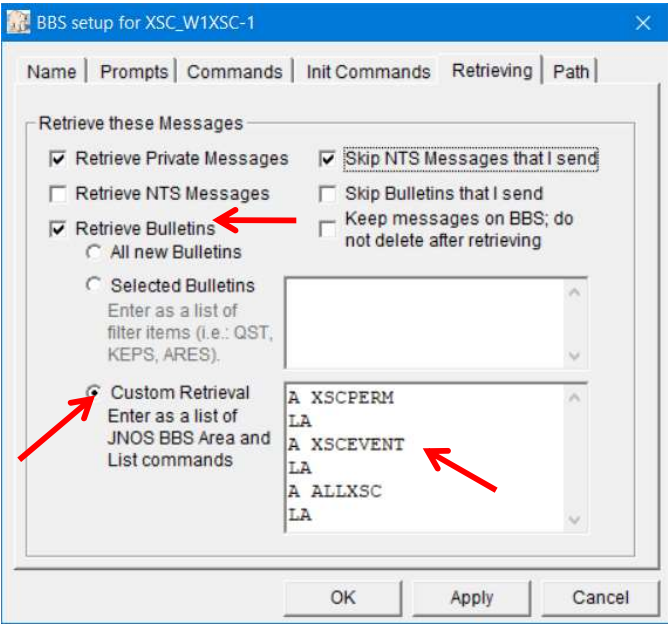 BBS setup for XSC_W1XSC-1
Name
Prompts
Commands
Init Commands
Retrieving
Path
Retrieve these Messages
Retrieve Private Messages
Skip NTS Messages that I send
Retrieve NTS Messages
Skip Bulletins that I send
Retrieve Bulletins
Keep messages on BBS; do
not delete after retrieving
All new Bulletins
Selected Bulletins
Enter as a list of
filter items (i.e.: QST,
KEPS, ARES).
Custom Retrieval
Enter as a list of
JNOS BBS Area and
List commands
A XSCPERM
LA
A XSCEVENT
LA
A ALLXSC
LA
OK
Apply
Cancel